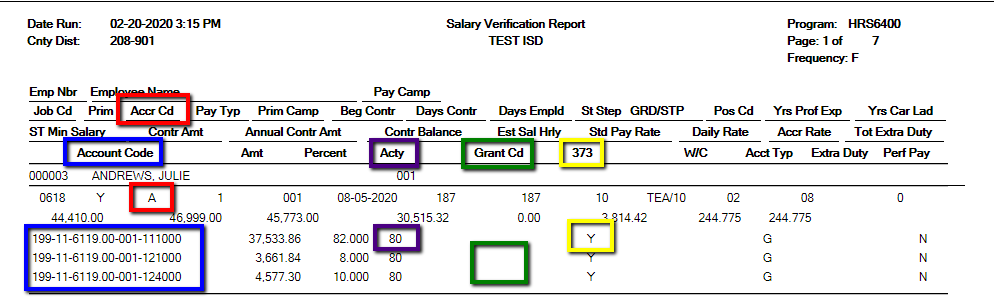 Date Run: 02-20-2020 3:15 PM Salary Verification Report Program: HRS6400
Cnty Dist: 208-901 TEST ISD Page: 1 of 7
Frequency: F
Emp Nbr Employee Name Pay Camp
Job Cd Prim Accr Cd Pay Typ Prim Camp Beg Contr Days Contr Days Empld St Step GRD/STP Pos Cd Yrs Prof Exp Yrs Car Lad
ST Min Salary Contr Amt Annual Contr Amt Contr Balance Est Sal Hrly Std Pay Rate Daily Rate Accr Rate Tot Extra Duty
Account Code Amt Percent Acty Grant Cd 373 W/C Acct Typ Extra Duty Perf Pay
000003 ANDREWS, JULIE 001
0618 Y A 1 001 08-05-2020 187 187 10 TEA/10 02 08 0
44,410.00 46,999.00 45,773.00 30,515.32 0.00 3,814.42 244.775 244.775
199-11-6119.00-001-111000 37,533.86 82.000 80 Y G N
199-11-6119.00-001-121000 3,661.84 8.000 80 Y G N
199-11-6119.00-001-124000 4,577.30 10.000 80 Y G N